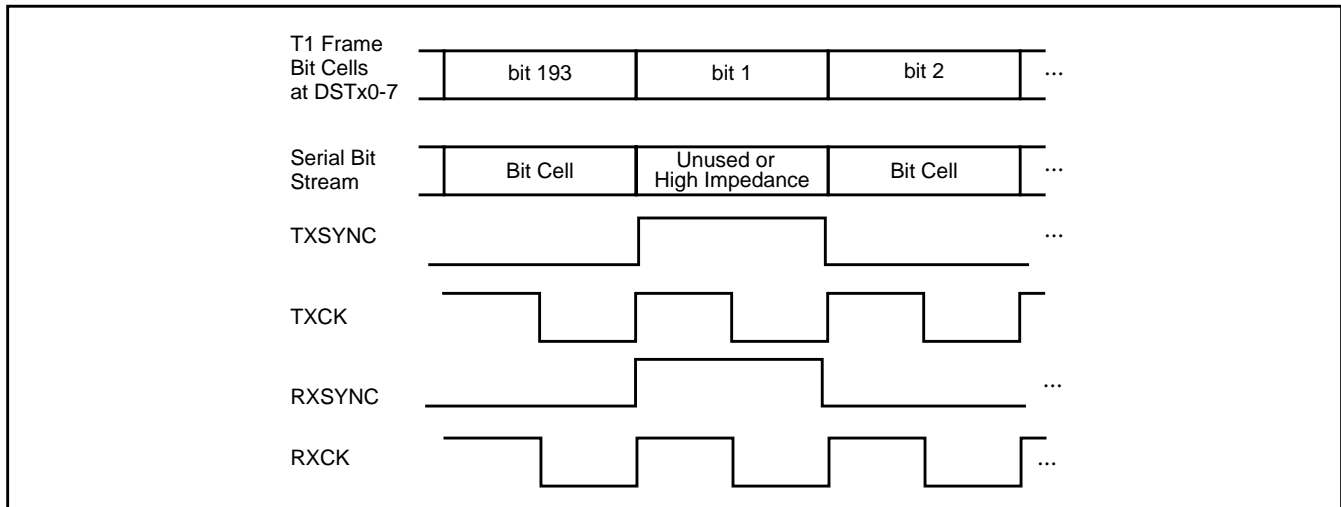 T1 Frame
Bit Cells
at DSTx0-7
bit 193
bit 1
bit 2
...
Serial Bit
Stream
Bit Cell
Unused or
High Impedance
Bit Cell
...
TXSYNC
...
TXCK
RXSYNC
...
RXCK
...